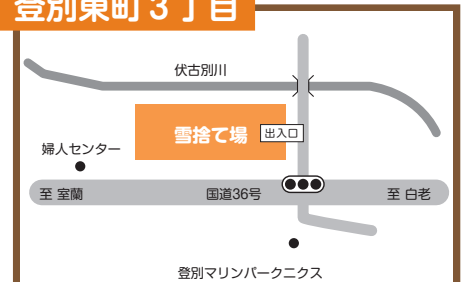 登別東町3丁目
伏古別川
雪捨て場
出入口
婦人センター
至 室蘭
国道36号
至 白老
登別マリンパークニクス